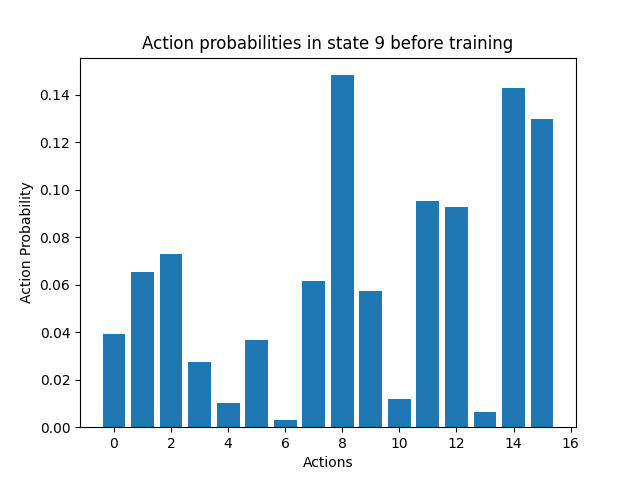 Action probabilities in state 9 before training
0.14
0.12
0.10
0.08
0.06
0.04
0.02
0.00
Action Probability
0 2 4 6 8 10 12 14 16
Actions